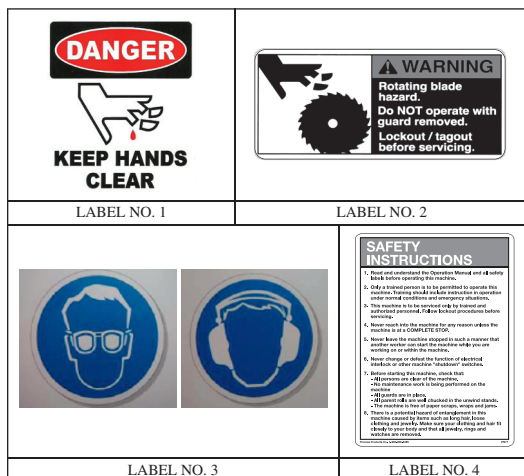 DANGER
KEEP HANDS
CLEAR
LABEL NO. 1
WARNING
Rotating blade
hazard.
Do NOT operate with
guard removed.
Lockout / tagout
before servicing.
LABEL NO. 2
LABEL NO. 3
SAFETY
INSTRUCTIONS
1. Read and understand the Operation Manual and all safety
labels before operating this machine.
2. Only a trained person is to be permitted to operate this
machine. Training should include instruction in operation
under normal conditions and emergency situations.
3. This machine is to be serviced only by trained and
authorized personnel. Follow lockout procedures before
servicing.
4. Never reach into the machine for any reason unless the
machine is at a COMPLETE STOP.
5. Never leave the machine stopped in such a manner that
another worker can start the machine while you are
working on or within the machine.
6. Never change or defeat the function of electrical
interlock or other machine "shutdown" switches.
7. Before starting this machine, check that:
- All persons are clear of the machine,
- No maintenance work is being performed on the
machine
- All guards are in place,
- All parent rolls are well chucked in the unwind stands.
- The machine is free of paper scraps, wraps and jams.
8. There is a potential hazard of entanglement in this
machine caused by items such as long hair, loose
clothing and jewelry. Make sure your clothing and hair fit
closely to your body and that all jewelry, rings and
watches are removed.
LABEL NO. 4